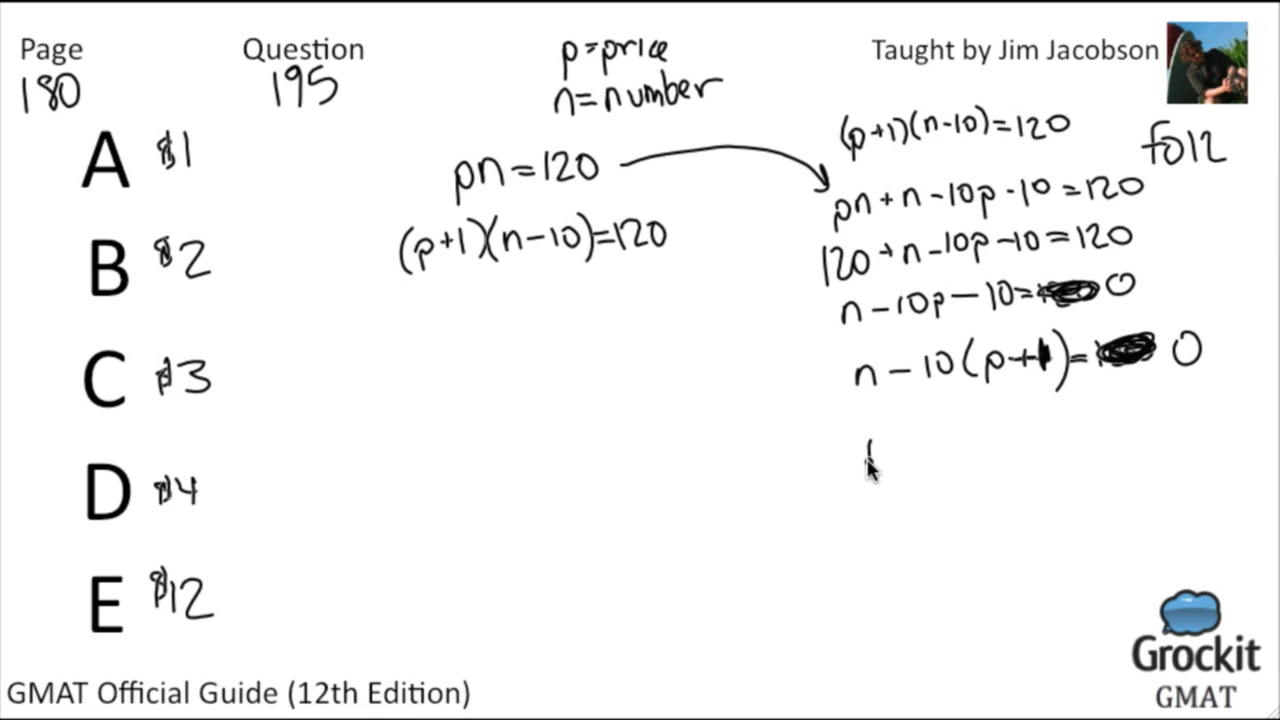 Page
180
Question
195
p=price
n=number
Taught by Jim Jacobson
A $1
B $2
C $3
D $4
E $12
pn=120
(p+1)(n-10)=120
(p+1)(n-10)=120
foil
pn+n-10p-10=120
120+n-10p-10=120
n-10p-10= 0
n-10(p+1)= 0
GMAT Official Guide (12th Edition)
Grockit
GMAT